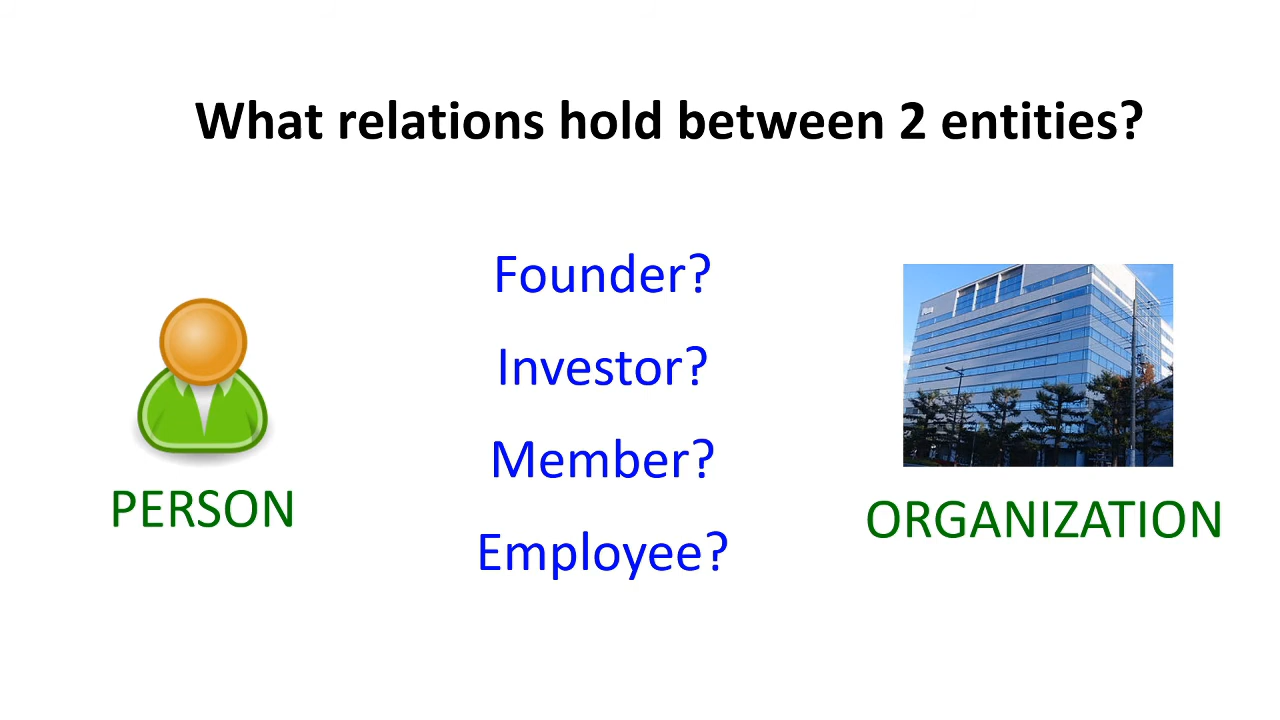 What relations hold between 2 entities?
Founder?
Investor?
Member?
Employee?
PERSON
ORGANIZATION